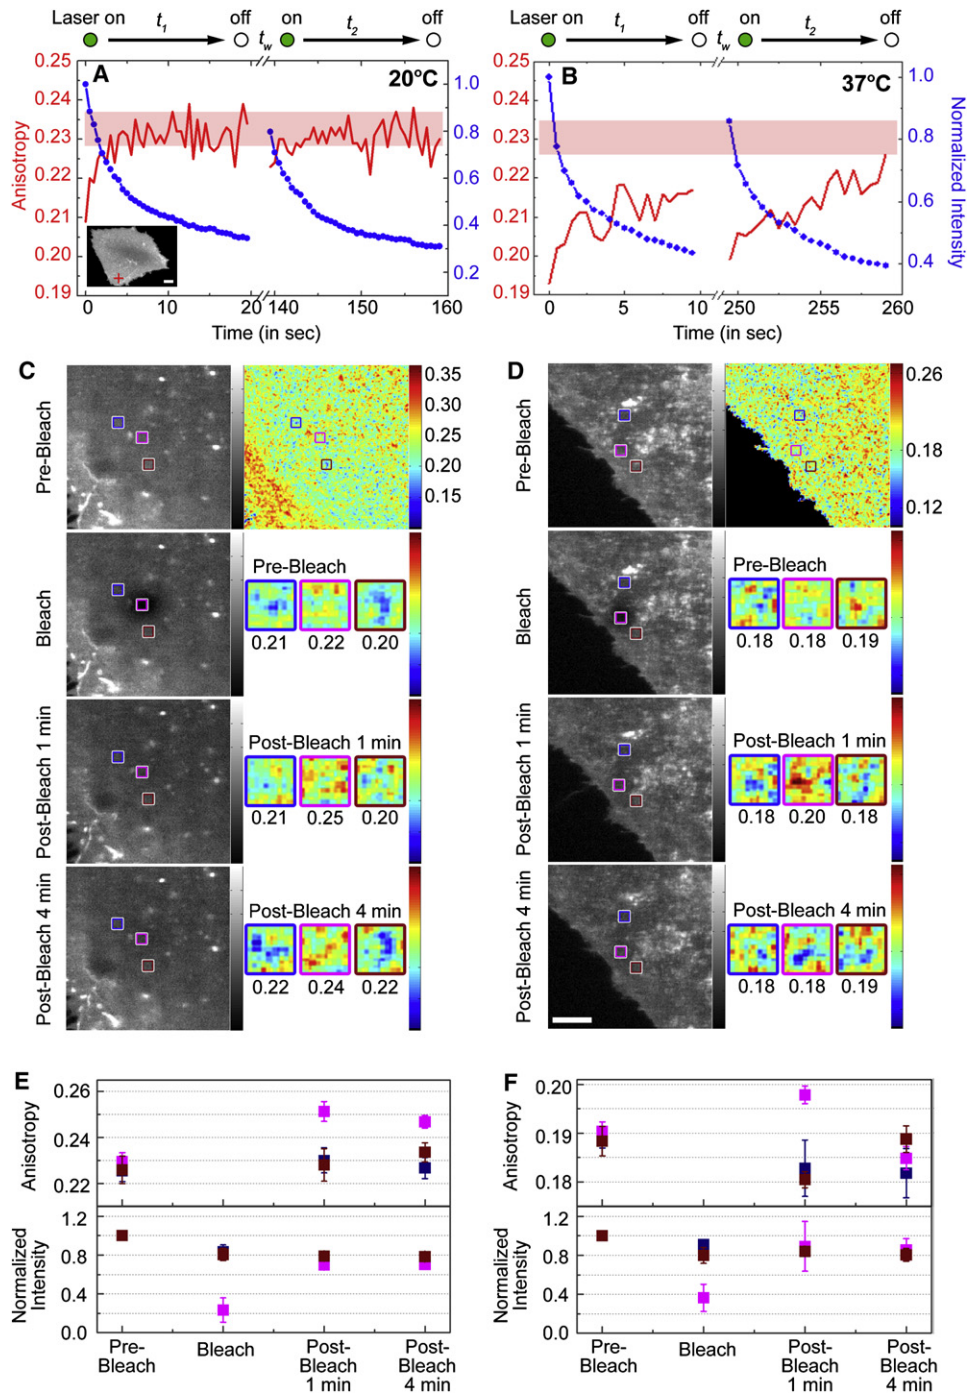 Laser on t1 off tw on t2 off
Laser on t1 off tw on t2 off
A 20°C
0.25
0.24
0.23
0.22
0.21
0.20
0.19
Anisotropy
1.0
0.8
0.6
0.4
0.2
0 10 20 140 150 160
Time (in sec)
B 37°C
0.25
0.24
0.23
0.22
0.21
0.20
0.19
1.0
0.8
0.6
0.4
Normalized Intensity
0 5 10 250 255 260
Time (in sec)
C
Pre-Bleach
0.35
0.30
0.25
0.20
0.15
Bleach
Pre-Bleach
0.21 0.22 0.20
Post-Bleach 1 min
Post-Bleach 1 min
0.21 0.25 0.20
Post-Bleach 4 min
Post-Bleach 4 min
0.22 0.24 0.22
D
Pre-Bleach
0.26
0.18
0.12
Bleach
Pre-Bleach
0.18 0.18 0.19
Post-Bleach 1 min
Post-Bleach 1 min
0.18 0.20 0.18
Post-Bleach 4 min
Post-Bleach 4 min
0.18 0.18 0.19
E
Anisotropy
0.26
0.24
0.22
Normalized
Intensity
1.2
0.8
0.4
0.0
Pre-
Bleach
Bleach
Post-
Bleach
1 min
Post-
Bleach
4 min
F
Anisotropy
0.20
0.19
0.18
Normalized
Intensity
1.2
0.8
0.4
0.0
Pre-
Bleach
Bleach
Post-
Bleach
1 min
Post-
Bleach
4 min